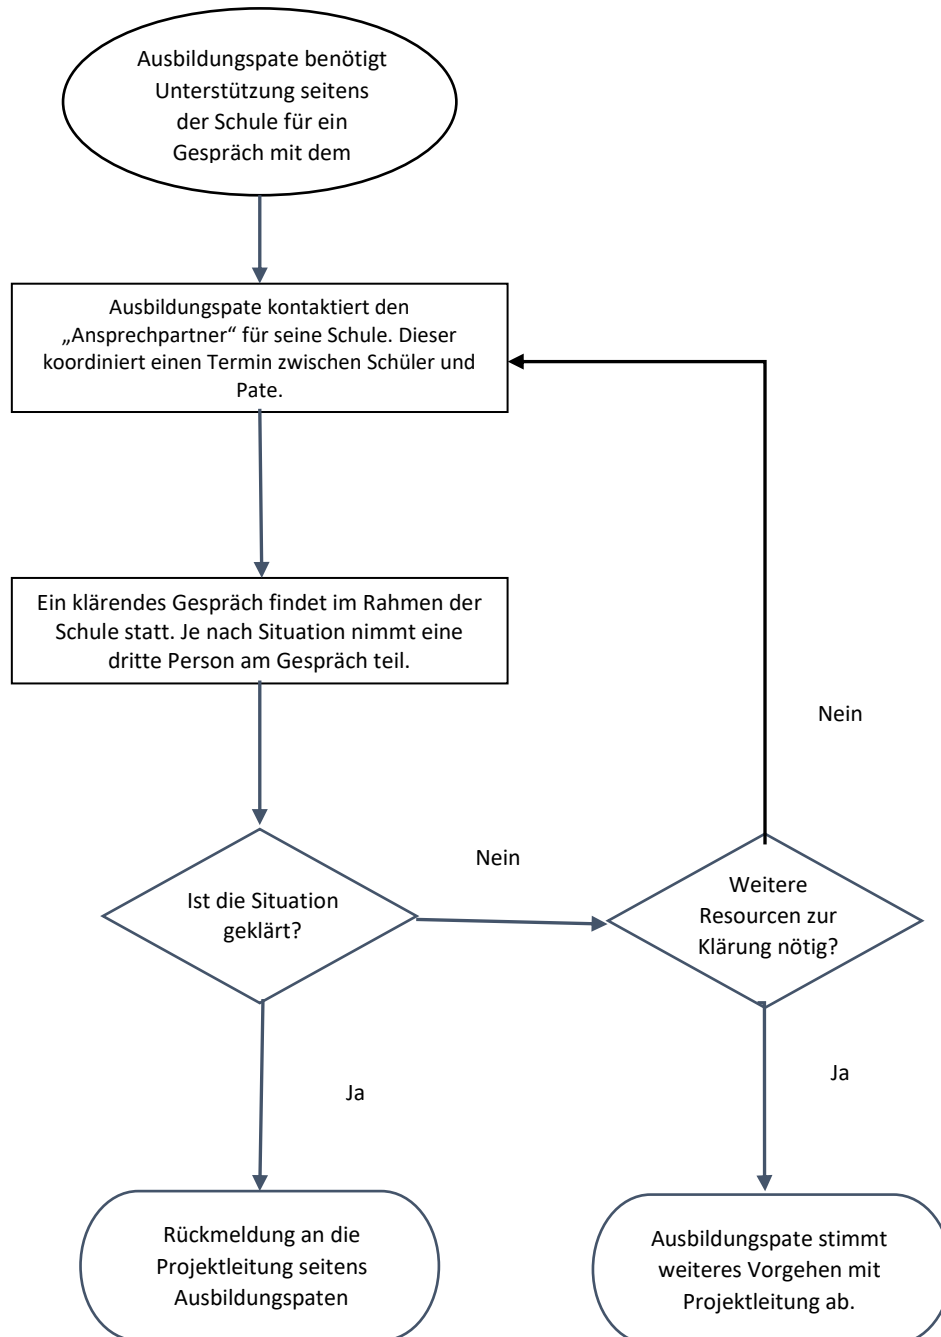 Ausbildungspate benötigt
Unterstützung seitens
der Schule für ein
Gespräch mit dem
Ausbildungspate kontaktiert den
„Ansprechpartner“ für seine Schule. Dieser
koordiniert einen Termin zwischen Schüler und
Pate.
Ein klärendes Gespräch findet im Rahmen der
Schule statt. Je nach Situation nimmt eine
dritte Person am Gespräch teil.
Nein
Nein
Ist die Situation
geklärt?
Weitere
Resourcen zur
Klärung nötig?
Ja
Ja
Rückmeldung an die
Projektleitung seitens
Ausbildungspaten
Ausbildungspate stimmt
weiteres Vorgehen mit
Projektleitung ab.